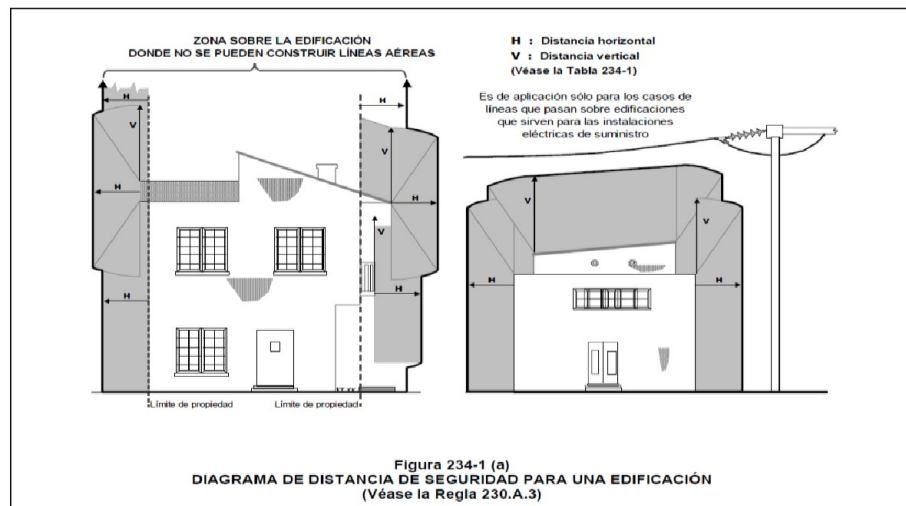 ZONA SOBRE LA EDIFICACIÓN
DONDE NO SE PUEDEN CONSTRUIR LÍNEAS AÉREAS
H : Distancia horizontal
V : Distancia vertical
(Véase la Tabla 234-1)
Es de aplicación sólo para los casos de
líneas que pasan sobre edificaciones
que sirven para las instalaciones
eléctricas de suministro
H
H
V
V
H
H
V
H
H
V
V
H
H
Límite de propiedad
Límite de propiedad
Figura 234-1 (a)
DIAGRAMA DE DISTANCIA DE SEGURIDAD PARA UNA EDIFICACIÓN
(Véase la Regla 230.A.3)